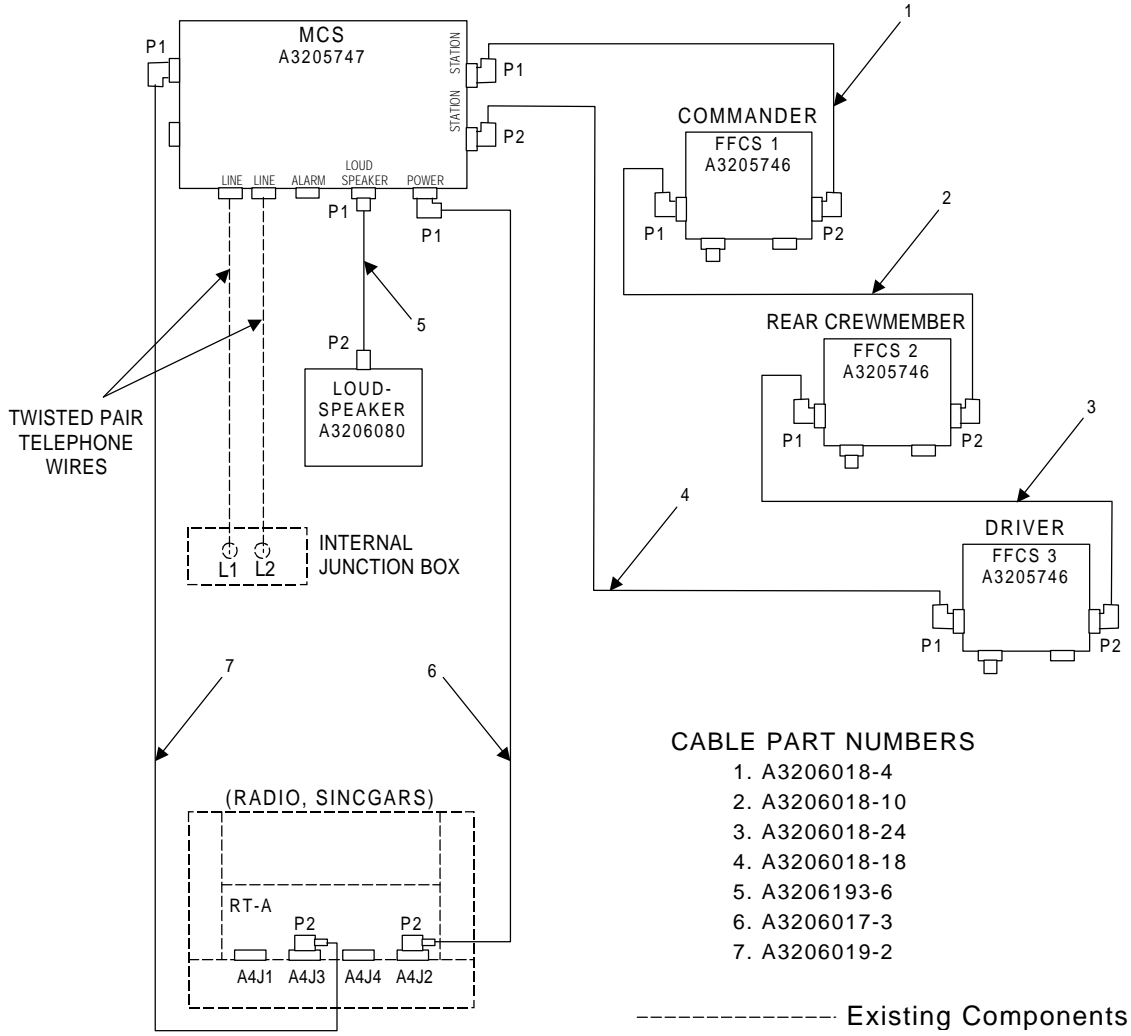 1
MCS
A3205747
P1
STATION
P1
STATION
P2
COMMANDER
FFCS 1
A3205746
P1
P2
2
LINE
LINE
ALARM
LOUD
SPEAKER
POWER
P1
P1
5
P2
LOUD-
SPEAKER
A3206080
REAR CREWMEMBER
FFCS 2
A3205746
P1
P2
3
TWISTED PAIR
TELEPHONE
WIRES
4
INTERNAL
JUNCTION BOX
L1
L2
DRIVER
FFCS 3
A3205746
P1
P2
7
6
(RADIO, SINCGARS)
RT-A
P2
P2
A4J1
A4J3
A4J4
A4J2
CABLE PART NUMBERS
1. A3206018-4
2. A3206018-10
3. A3206018-24
4. A3206018-18
5. A3206193-6
6. A3206017-3
7. A3206019-2
Existing Components